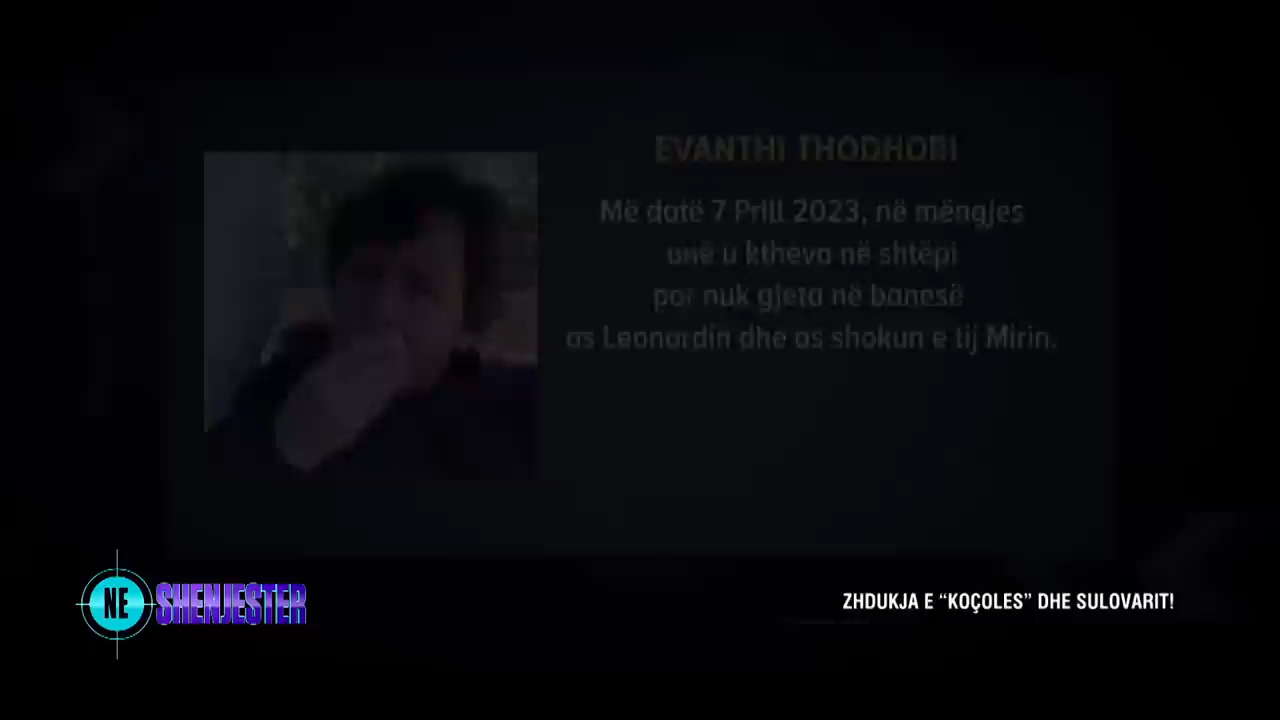 EVANTHI THODHORI
Më datë 7 Prill 2023, në mëngjes
unë u ktheva në shtëpi
por nuk gjeta në banesë
as Leonardin dhe as shokun e tij Mirin.
NE SHENJESTER
ZHDUKJA E “KOÇOLES” DHE SULOVARIT!